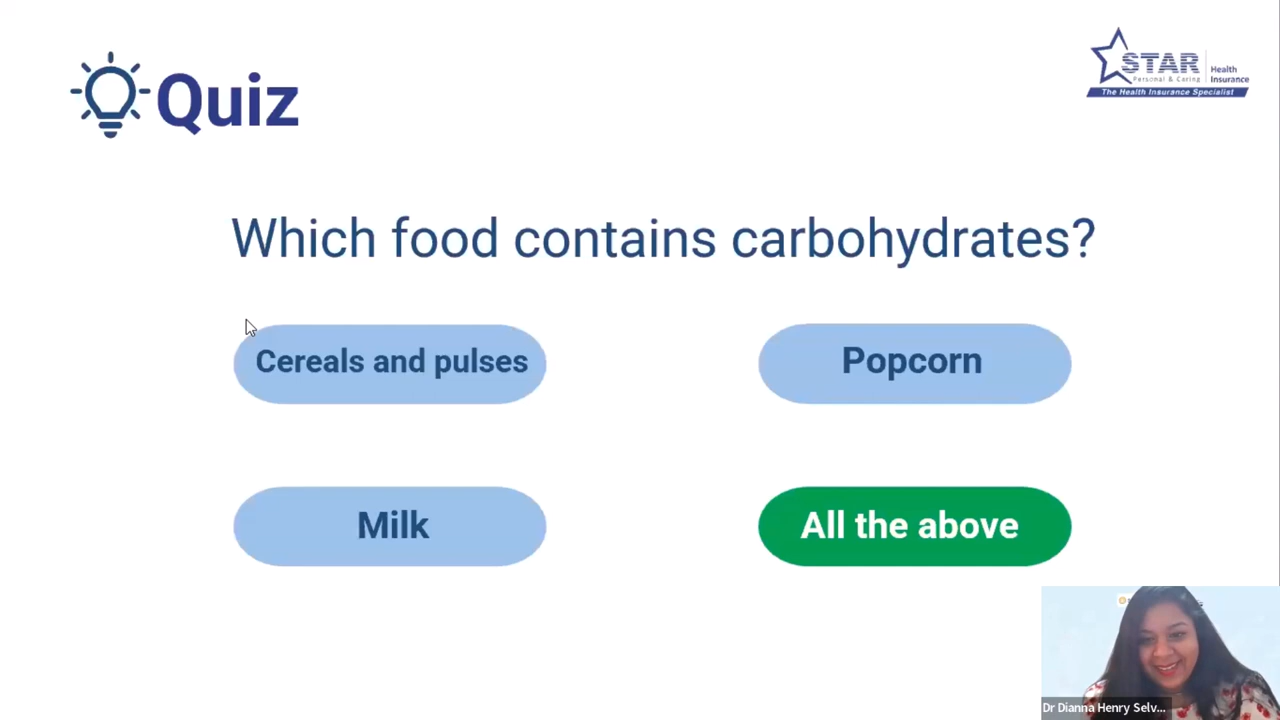 Quiz
STAR
Personal & Caring
Health
Insurance
The Health Insurance Specialist
Which food contains carbohydrates?
Cereals and pulses
Popcorn
Milk
All the above
Dr Dianna Henry Selv...